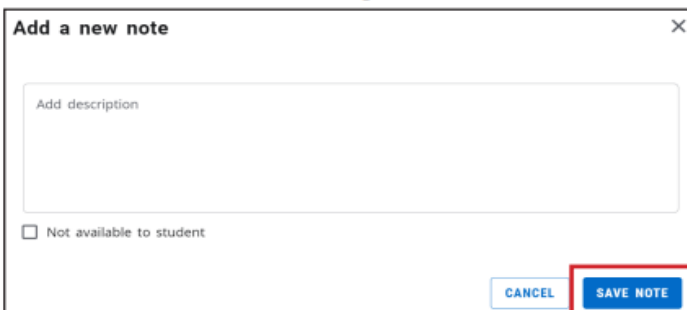 Add a new note
Add description
Not available to student
CANCEL
SAVE NOTE